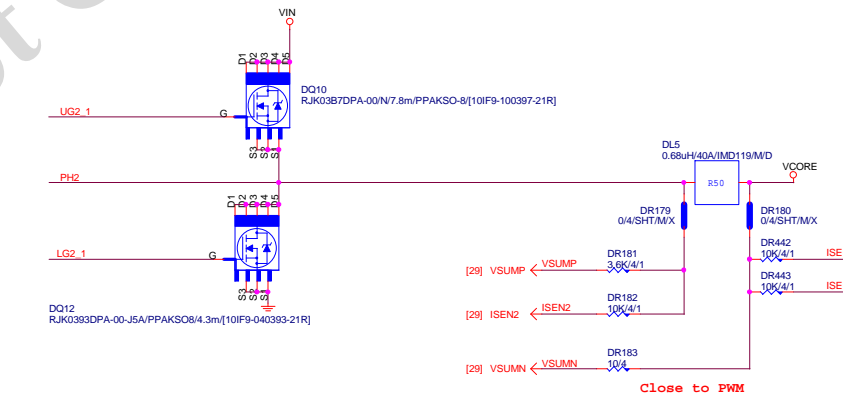 VIN
D1 D2 D3 D4 D5
DQ10
RJK03B7DPA-00/N/7.8m/PPAKSO-8/[10IF9-100397-21R]
UG2_1
G
S3 S2 S1
DL5
0.68uH/40A/IMD119/M/D
VCORE
PH2
R50
D1 D2 D3 D4 D5
DR179
0/4/SHT/M/X
DR180
0/4/SHT/M/X
LG2_1
G
DR442
10K/4/1
ISE
DR181
3.6K/4/1
[29] VSUMP
VSUMP
DR443
10K/4/1
ISE
S3 S2 S1
DR182
10K/4/1
[29] ISEN2
ISEN2
DQ12
RJK0393DPA-00-J5A/PPAKSO8/4.3m/[10IF9-040393-21R]
DR183
10/4
[29] VSUMN
VSUMN
Close to PWM